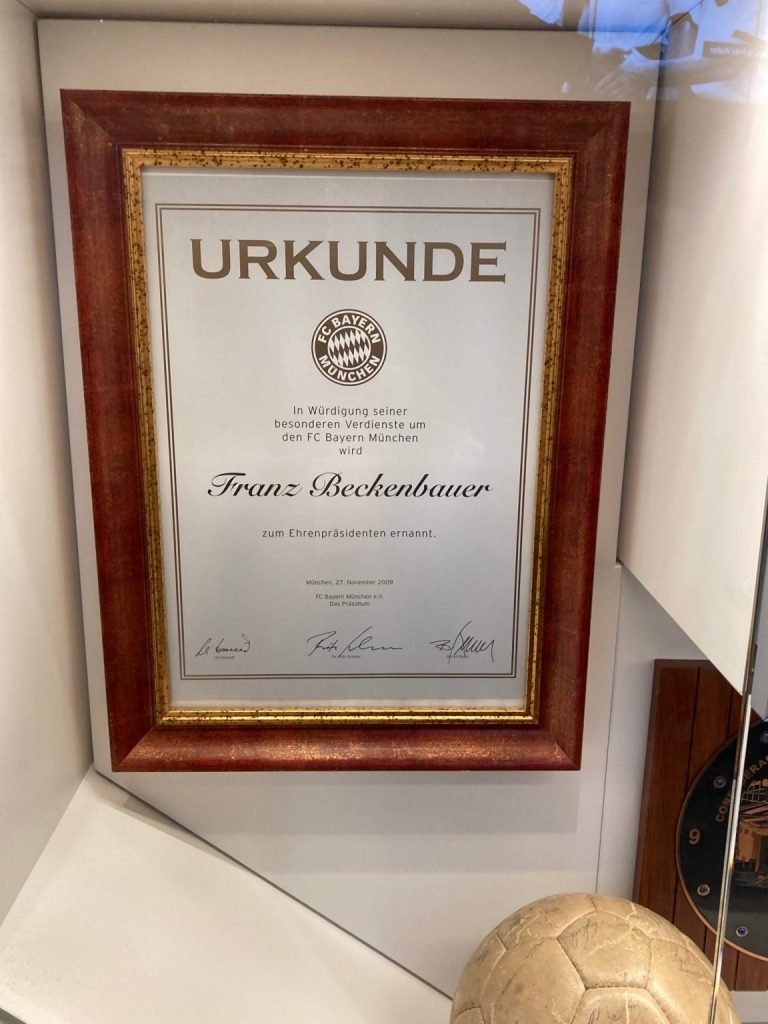 URKUNDE
FC BAYERN
MÜNCHEN
In Würdigung seiner
besonderen Verdienste um
den FC Bayern München
wird
Franz Beckenbauer
zum Ehrenpräsidenten ernannt.
München, 27. November 2009
FC Bayern München e.V.
Das Präsidium
9